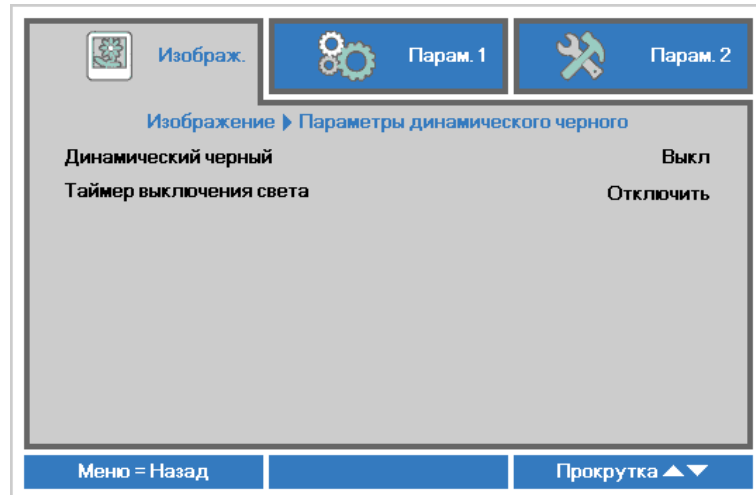 Изображ. Парам. 1 Парам. 2
Изображение ▶ Параметры динамического черного
Динамический черный Выкл
Таймер выключения света Отключить
Меню = Назад Прокрутка ▲▼